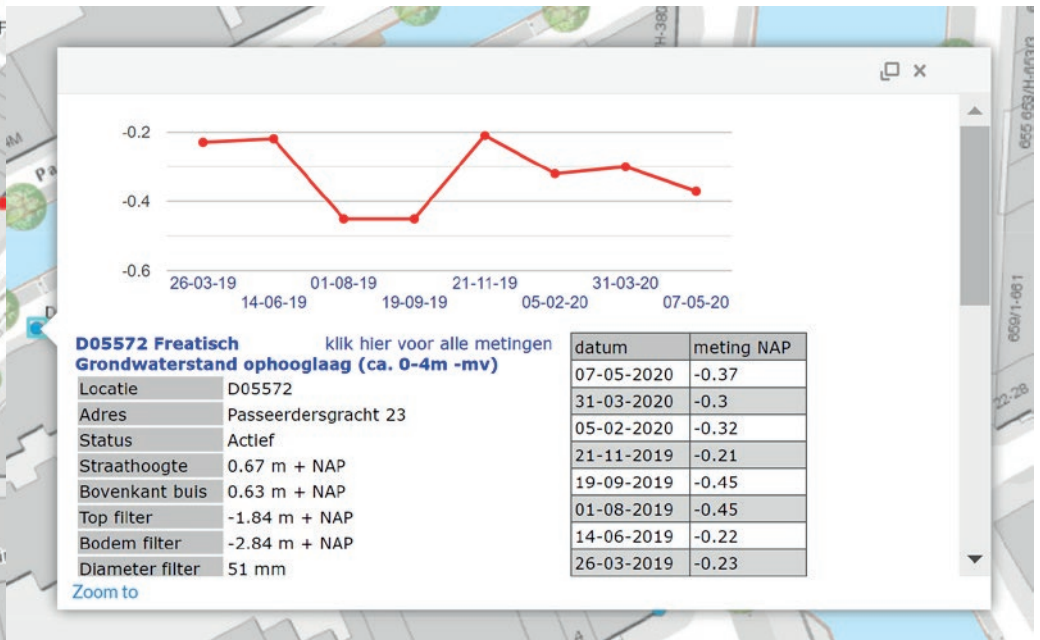 -0.2
-0.4
-0.6
26-03-19 01-08-19 21-11-19 31-03-20
14-06-19 19-09-19 05-02-20 07-05-20
D05572 Freatisch klik hier voor alle metingen
Grondwaterstand ophooglaag (ca. 0-4m -mv)
Locatie D05572
Adres Passeerdersgracht 23
Status Actief
Straathoogte 0.67 m + NAP
Bovenkant buis 0.63 m + NAP
Top filter -1.84 m + NAP
Bodem filter -2.84 m + NAP
Diameter filter 51 mm
Zoom to
datum meting NAP
07-05-2020 -0.37
31-03-2020 -0.3
05-02-2020 -0.32
21-11-2019 -0.21
19-09-2019 -0.45
01-08-2019 -0.45
14-06-2019 -0.22
26-03-2019 -0.23
Pa
D
659/1-661
22-28